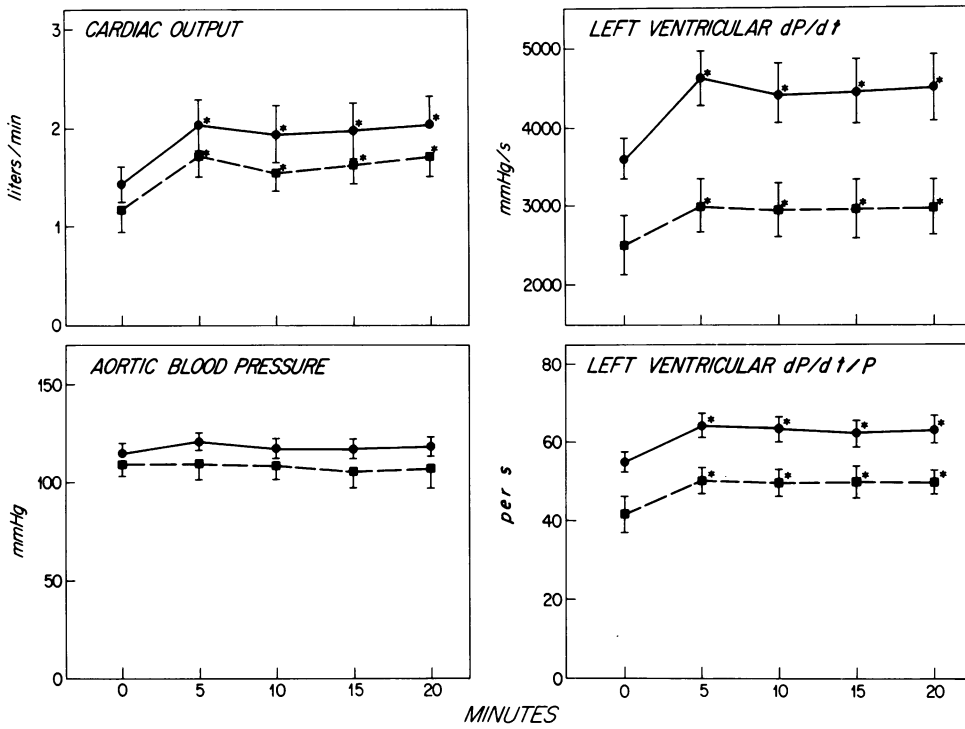 CARDIAC OUTPUT
3
2
1
0
liters/min
LEFT VENTRICULAR dP/dt
5000
4000
3000
2000
mmHg/s
* * * *
* * * *
* * * *
* * * *
AORTIC BLOOD PRESSURE
150
100
50
0
mmHg
0 5 10 15 20
LEFT VENTRICULAR dP/dt/P
80
60
40
20
0
per s
* * * *
* * * *
0 5 10 15 20
MINUTES